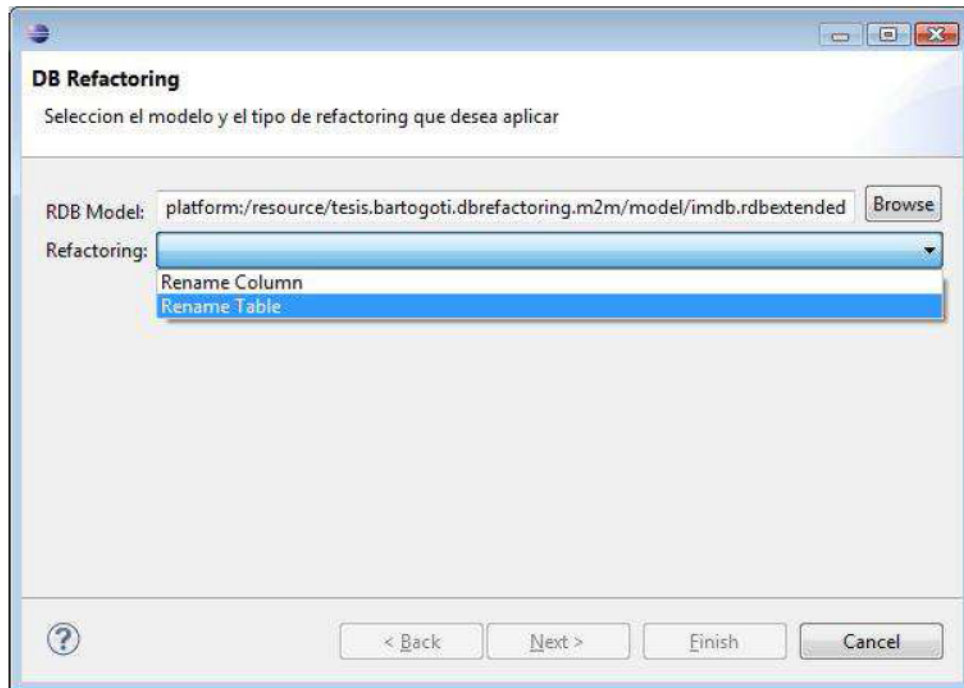 DB Refactoring
Seleccion el modelo y el tipo de refactoring que desea aplicar
RDB Model: platform:/resource/tesis.bartogoti.dbrefactoring.m2m/model/imdb.rdbextended Browse
Refactoring:
Rename Column
Rename Table
? < Back Next > Finish Cancel